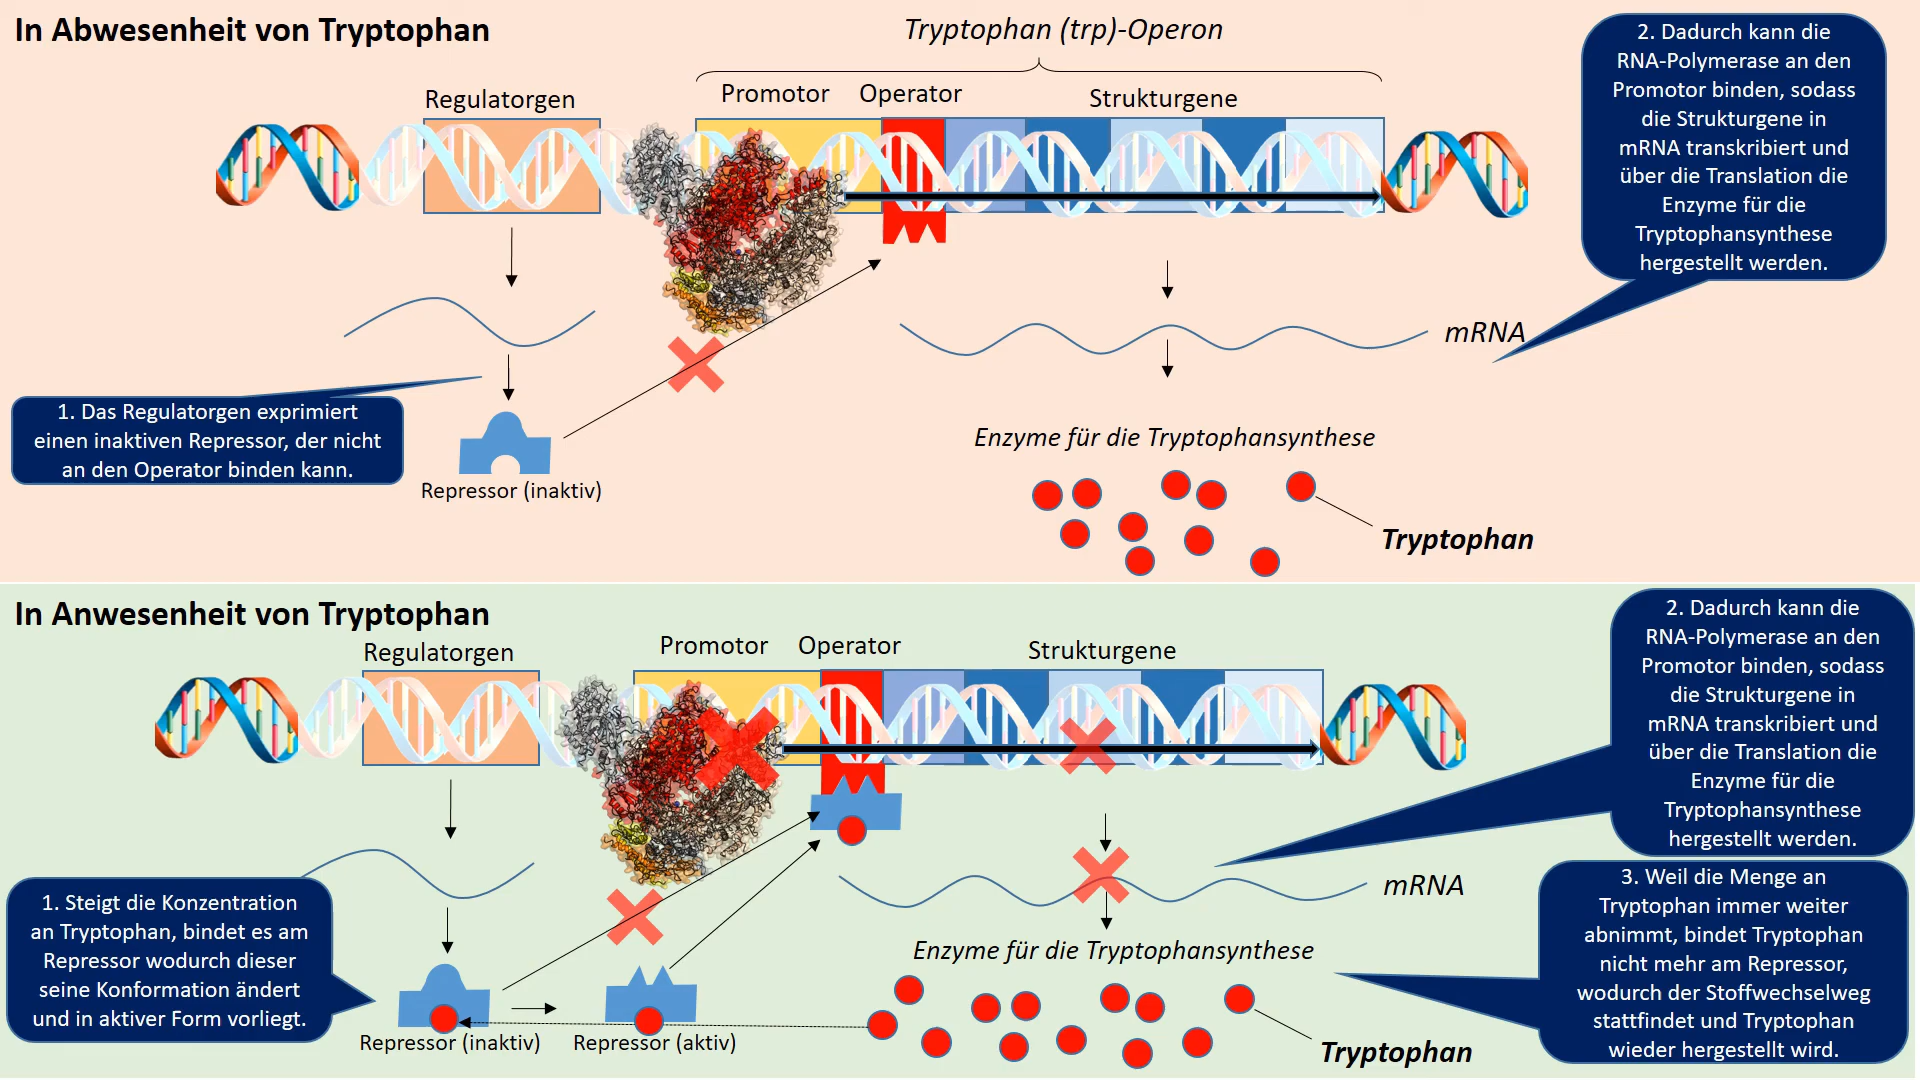 In Abwesenheit von Tryptophan
Tryptophan (trp)-Operon
Regulatorgen
Promotor
Operator
Strukturgene
2. Dadurch kann die
RNA-Polymerase an den
Promotor binden, sodass
die Strukturgene in
mRNA transkribiert und
über die Translation die
Enzyme für die
Tryptophansynthese
hergestellt werden.
mRNA
1. Das Regulatorgen exprimiert
einen inaktiven Repressor, der nicht
an den Operator binden kann.
Repressor (inaktiv)
Enzyme für die Tryptophansynthese
Tryptophan
In Anwesenheit von Tryptophan
Regulatorgen
Promotor
Operator
Strukturgene
2. Dadurch kann die
RNA-Polymerase an den
Promotor binden, sodass
die Strukturgene in
mRNA transkribiert und
über die Translation die
Enzyme für die
Tryptophansynthese
hergestellt werden.
mRNA
1. Steigt die Konzentration
an Tryptophan, bindet es am
Repressor wodurch dieser
seine Konformation ändert
und in aktiver Form vorliegt.
Repressor (inaktiv)
Repressor (aktiv)
Enzyme für die Tryptophansynthese
Tryptophan
3. Weil die Menge an
Tryptophan immer weiter
abnimmt, bindet Tryptophan
nicht mehr am Repressor,
wodurch der Stoffwechselweg
stattfindet und Tryptophan
wieder hergestellt wird.